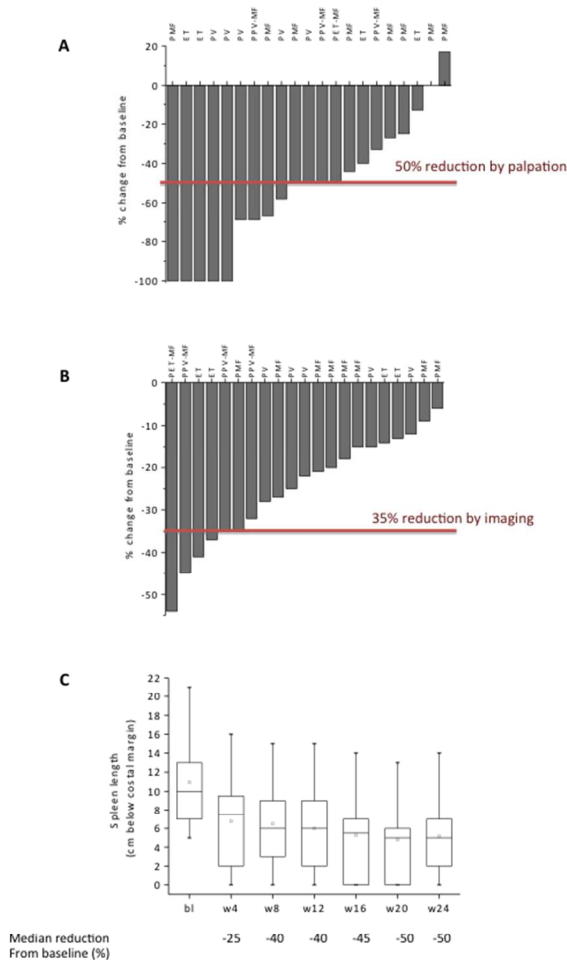 A
PMF
ET
ET
PV
PV
PV
PPV-MF
PMF
PV
PMF
PV
PPV-MF
PET-MF
PMF
ET
PPV-MF
PMF
PMF
ET
PMF
PMF
% change from baseline
20
0
-20
-40
-60
-80
-100
50% reduction by palpation
B
PET-MF
PPV-MF
ET
ET
PPV-MF
PMF
PPV-MF
PV
PMF
PV
PV
PMF
PMF
PMF
PMF
PV
ET
ET
PV
PMF
PMF
% change from baseline
0
-10
-20
-30
-40
-50
35% reduction by imaging
C
Spleen length
(cm below costal margin)
22
20
18
16
14
12
10
8
6
4
2
0
bl w4 w8 w12 w16 w20 w24
Median reduction
From baseline (%) -25 -40 -40 -45 -50 -50